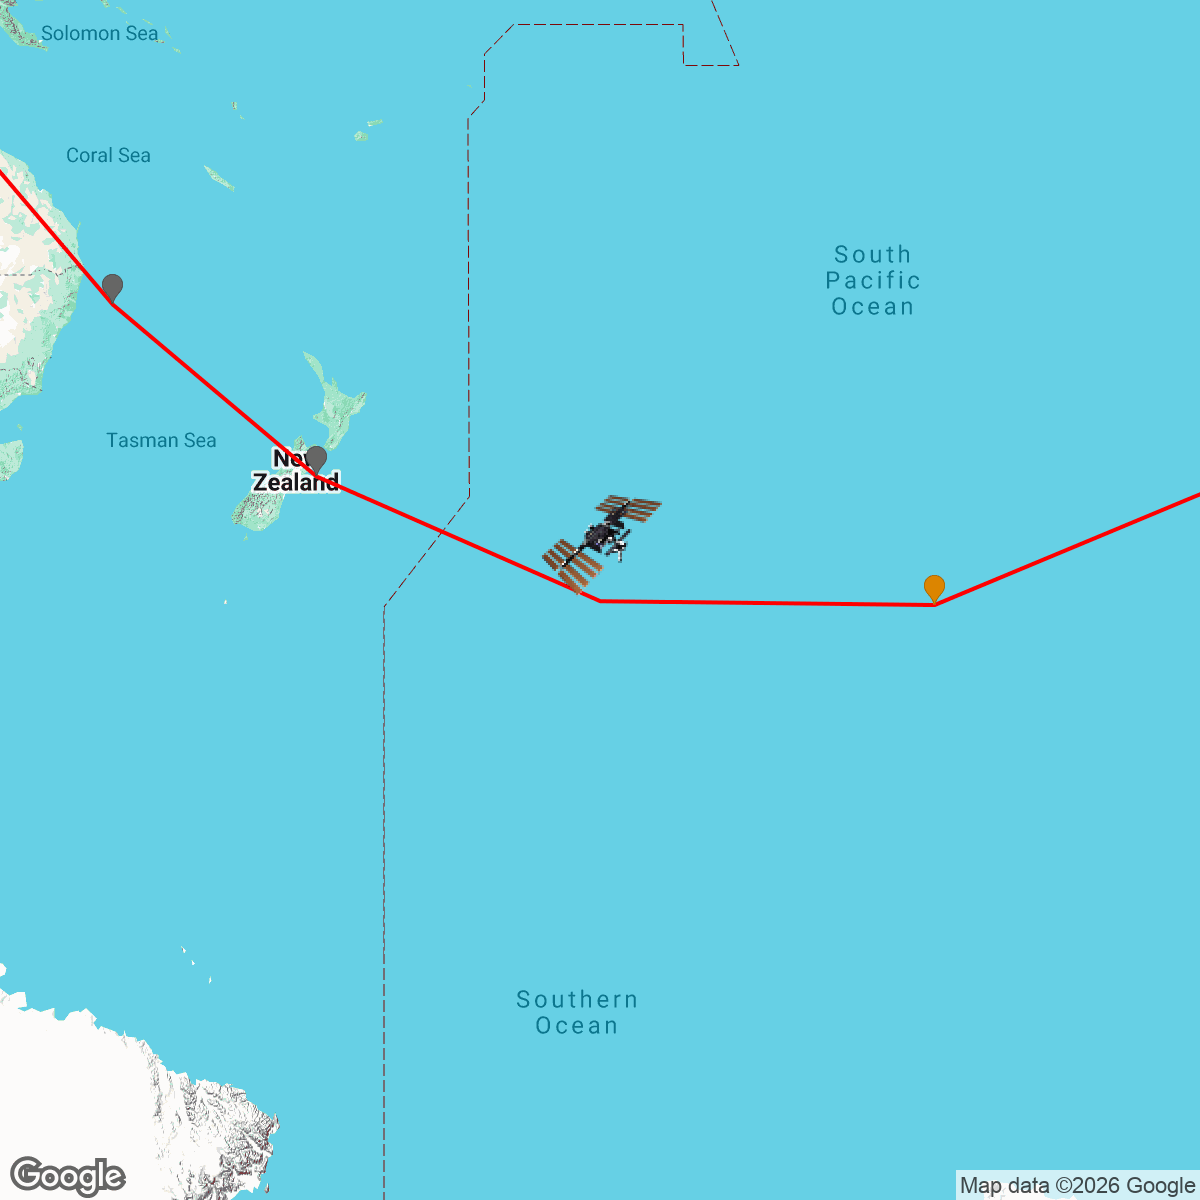 Solomon Sea
Coral Sea
South
Pacific
Ocean
Tasman Sea
New
Zealand
Southern
Ocean
Google
Map data ©2026 Google